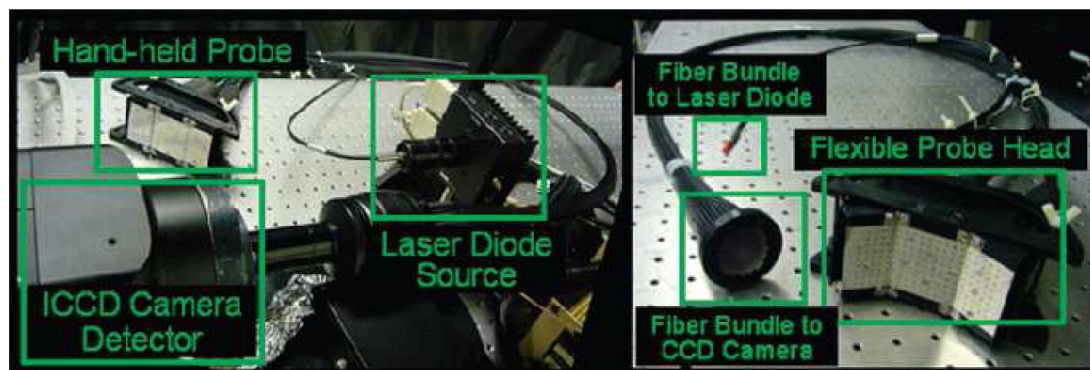 Hand-held Probe
Laser Diode
Source
ICCD Camera
Detector
Fiber Bundle
to Laser Diode
Flexible Probe Head
Fiber Bundle to
CCD Camera